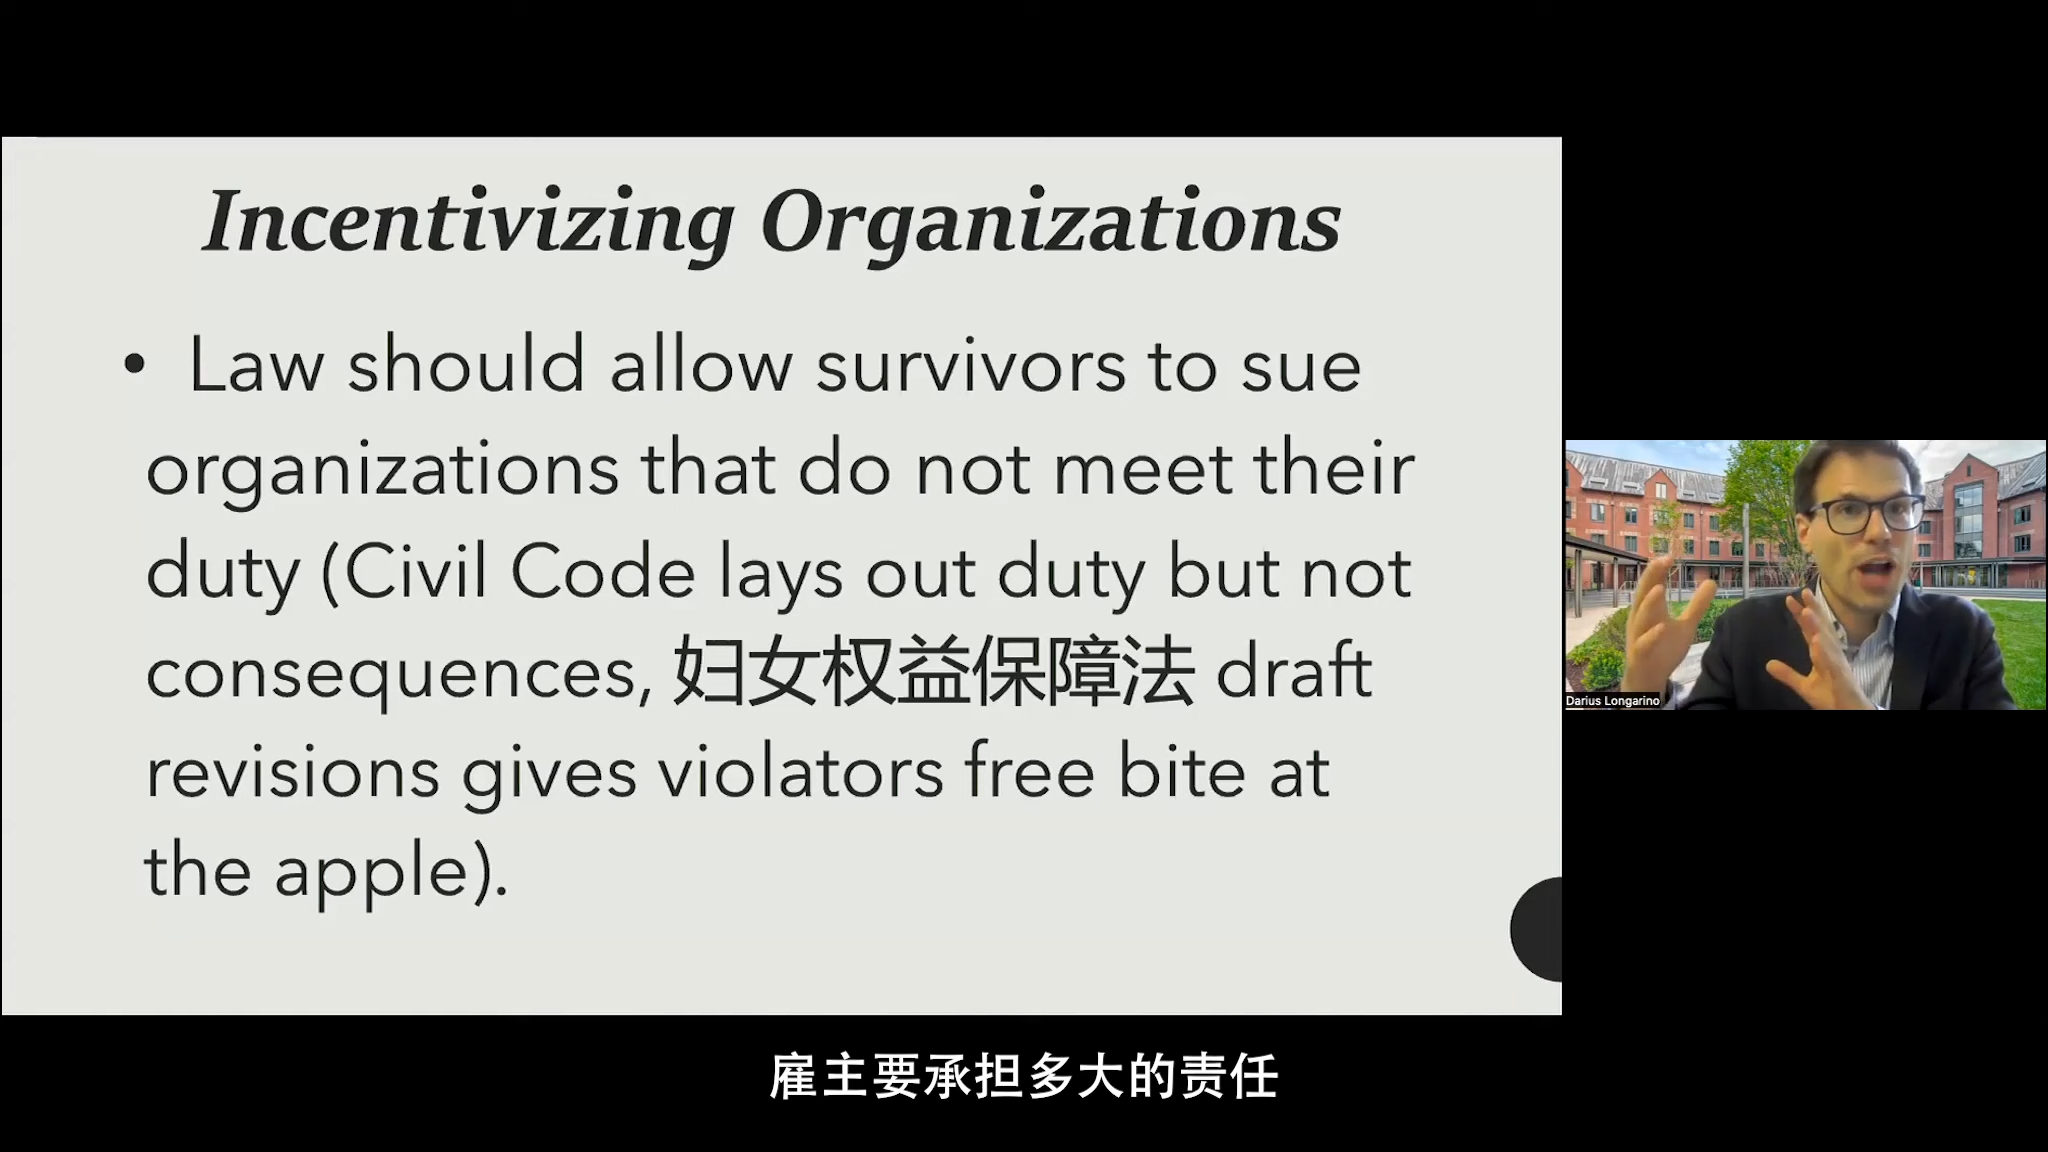 Incentivizing Organizations
• Law should allow survivors to sue
organizations that do not meet their
duty (Civil Code lays out duty but not
consequences, 妇女权益保障法 draft
revisions gives violators free bite at
the apple).
Darius Longarino
雇主要承担多大的责任